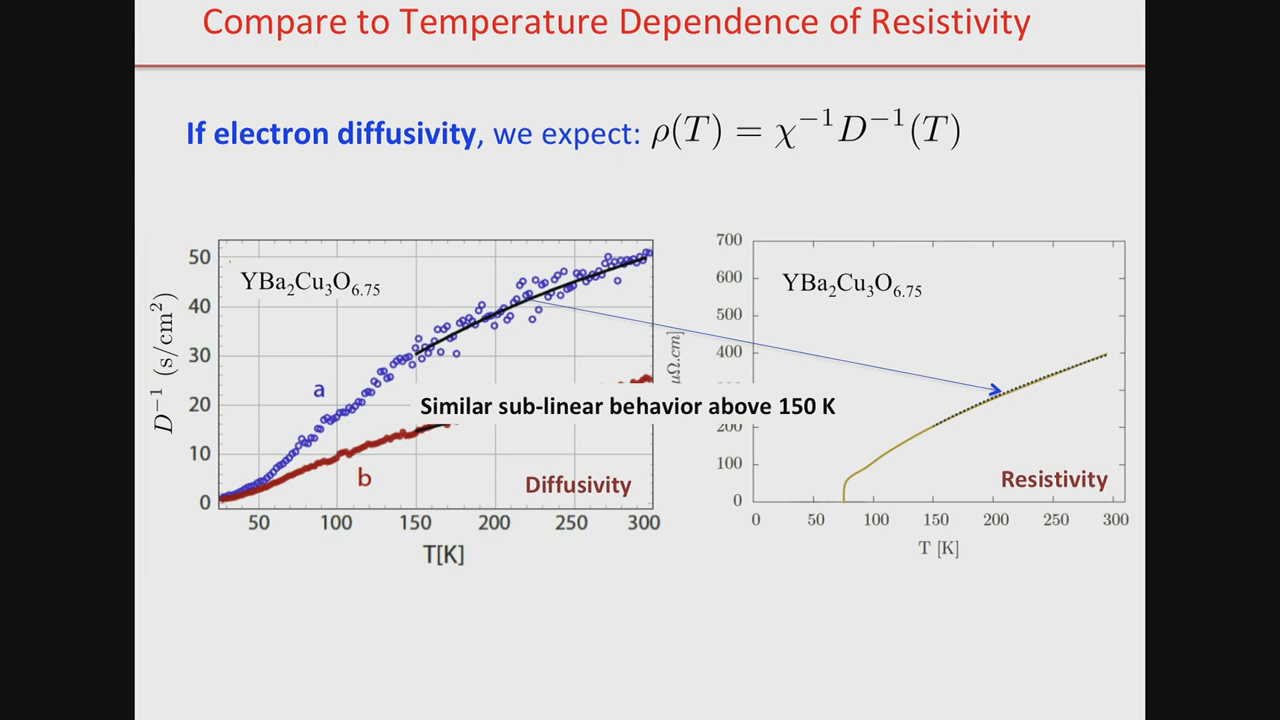 Compare to Temperature Dependence of Resistivity
If electron diffusivity, we expect: ρ(T) = χ⁻¹D⁻¹(T)
YBa₂Cu₃O₆.₇₅
D⁻¹ (s/cm²)
50
40
30
20
10
0
a
b
Diffusivity
50 100 150 200 250 300
T[K]
Similar sub-linear behavior above 150 K
YBa₂Cu₃O₆.₇₅
μΩ.cm]
700
600
500
400
200
100
0
Resistivity
0 50 100 150 200 250 300
T [K]